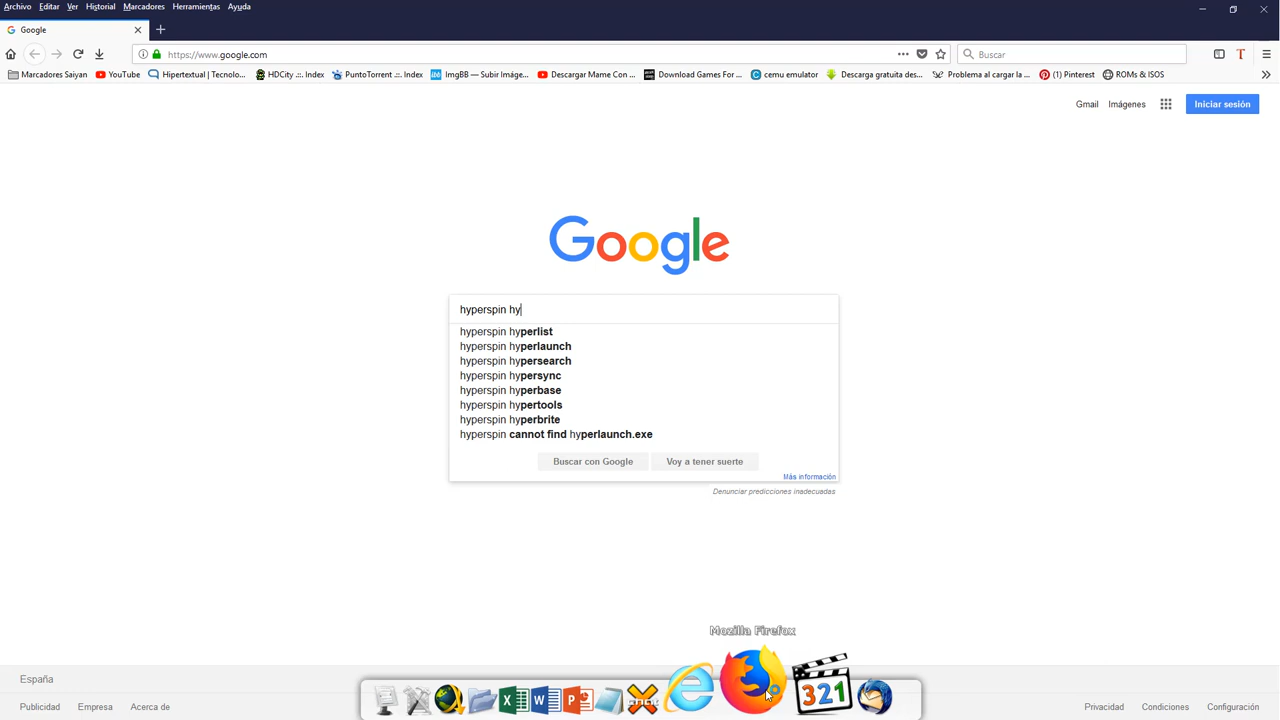 Archivo Editar Ver Historial Marcadores Herramientas Ayuda
Google
https://www.google.com
Buscar
Marcadores Saiyan YouTube Hipertextual | Tecnolo... HDCity .::. Index PuntoTorrent .::. Index ImgBB — Subir Imáge... Descargar Mame Con ... Download Games For ... cemu emulator Descarga gratuita des... Problema al cargar la ... (1) Pinterest ROMs & ISOS
Gmail Imágenes Iniciar sesión
Google
hyperspin hy
hyperspin hyperlist
hyperspin hyperlaunch
hyperspin hypersearch
hyperspin hypersync
hyperspin hyperbase
hyperspin hypertools
hyperspin hyperbrite
hyperspin cannot find hyperlaunch.exe
Buscar con Google Voy a tener suerte
Más información
Denunciar predicciones inadecuadas
Mozilla Firefox
España
321
Publicidad Empresa Acerca de Privacidad Condiciones Configuración